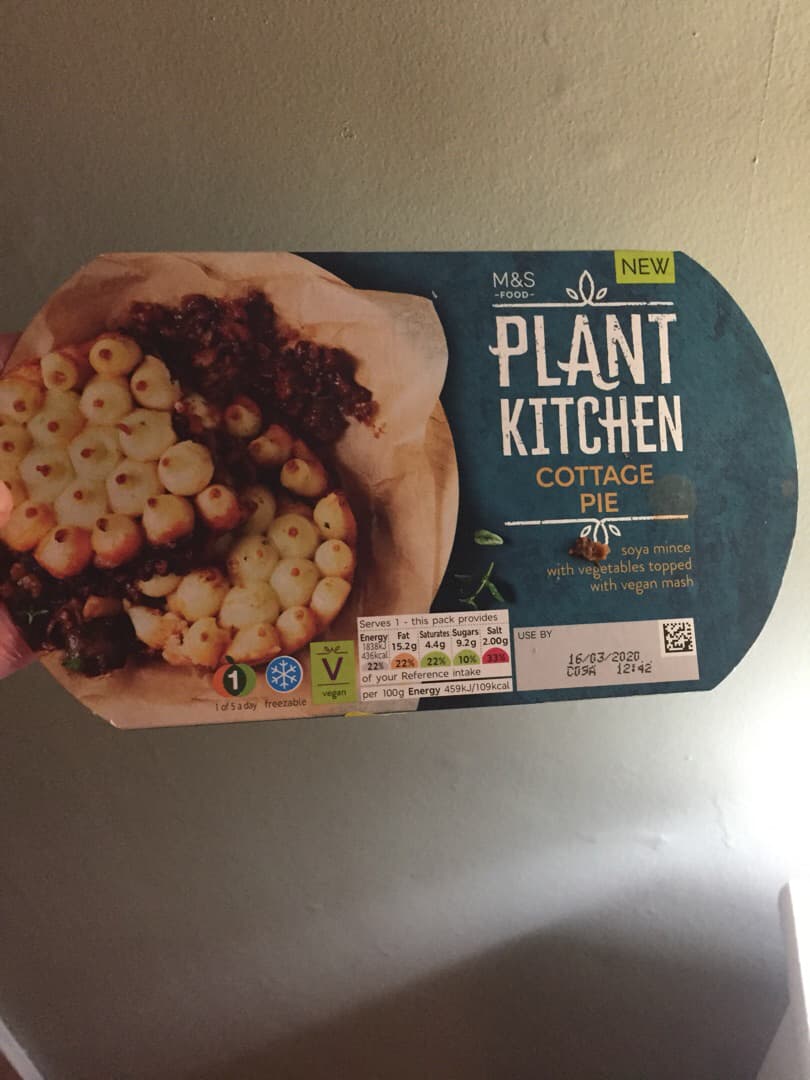 NEW
M&S
-FOOD-
PLANT
KITCHEN
COTTAGE
PIE
soya mince
with vegetables topped
with vegan mash
Serves 1 - this pack provides
Energy Fat Saturates Sugars Salt
1838kJ 15.2g 4.4g 9.2g 2.00g
436kcal
22% 22% 22% 10% 33%
of your Reference intake
per 100g Energy 459kJ/109kcal
USE BY
16/03/2020
12:42
1
1 of 5 a day
freezable
V
vegan